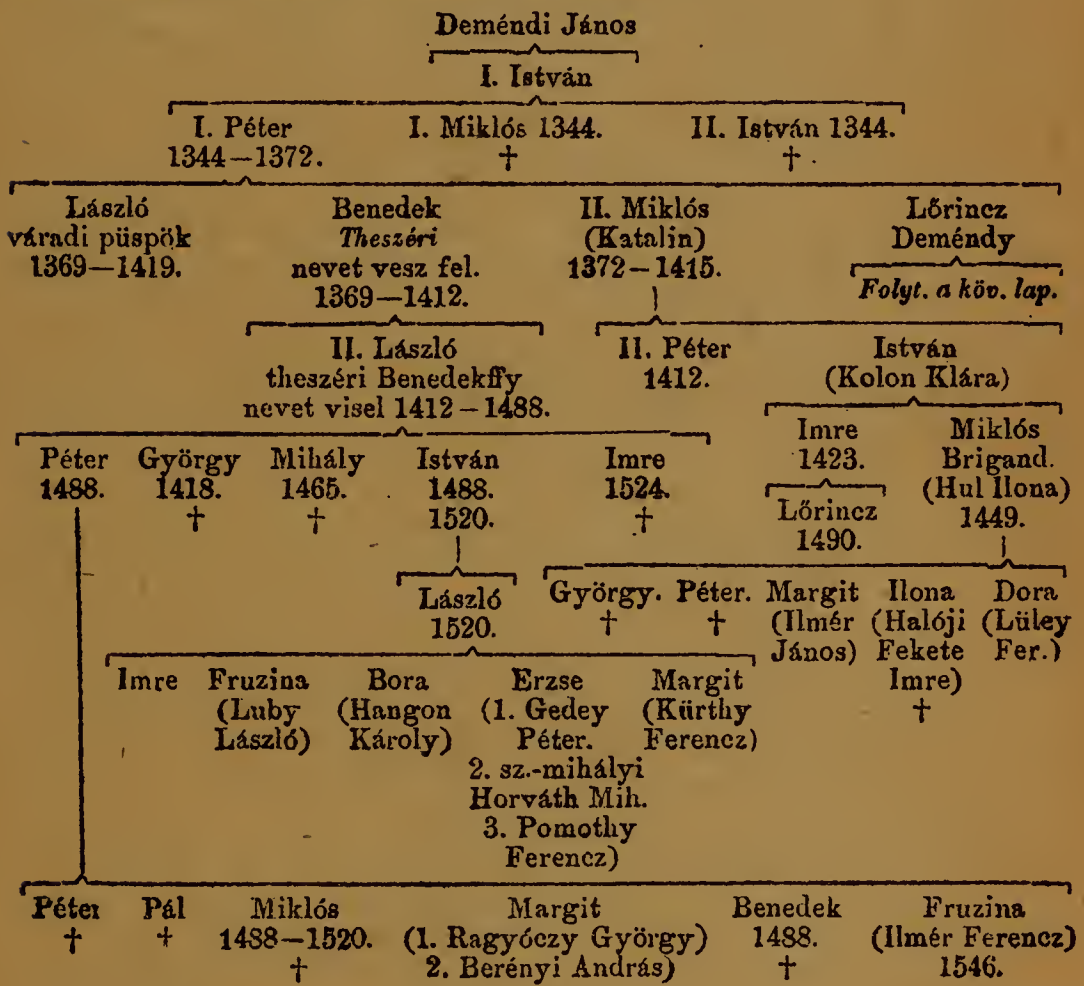 Deméndi János
I. István
I. Péter I. Miklós 1344. II. István 1344.
1344—1372. † †
László Benedek II. Miklós Lőrincz
váradi püspök Theszéri (Katalin) Deméndy
1369—1419. nevet vesz fel. 1372—1415. Folyt. a köv. lap.
1369—1412.
II. László II. Péter István
theszéri Benedekffy 1412. (Kolon Klára)
nevet visel 1412—1488.
Imre Miklós
Péter György Mihály István Imre 1423. Brigand.
1488. 1418. 1465. 1488. 1524. (Hul Ilona)
† † 1520. † Lőrincz 1449.
1490.
László György. Péter. Margit Ilona Dora
1520. † † (Ilmér (Halóji (Lüley
János) Fekete Fer.)
Imre Fruzina Bora Erzse Margit Imre)
(Luby (Hangon (1. Gedey (Kürthy †
László) Károly) Péter. Ferencz)
2. sz.-mihályi
Horváth Mih.
3. Pomothy
Ferencz)
Péter Pál Miklós Margit Benedek Fruzina
† † 1488—1520. (1. Ragyóczy György) 1488. (Ilmér Ferencz)
† 2. Berényi András) † 1546.